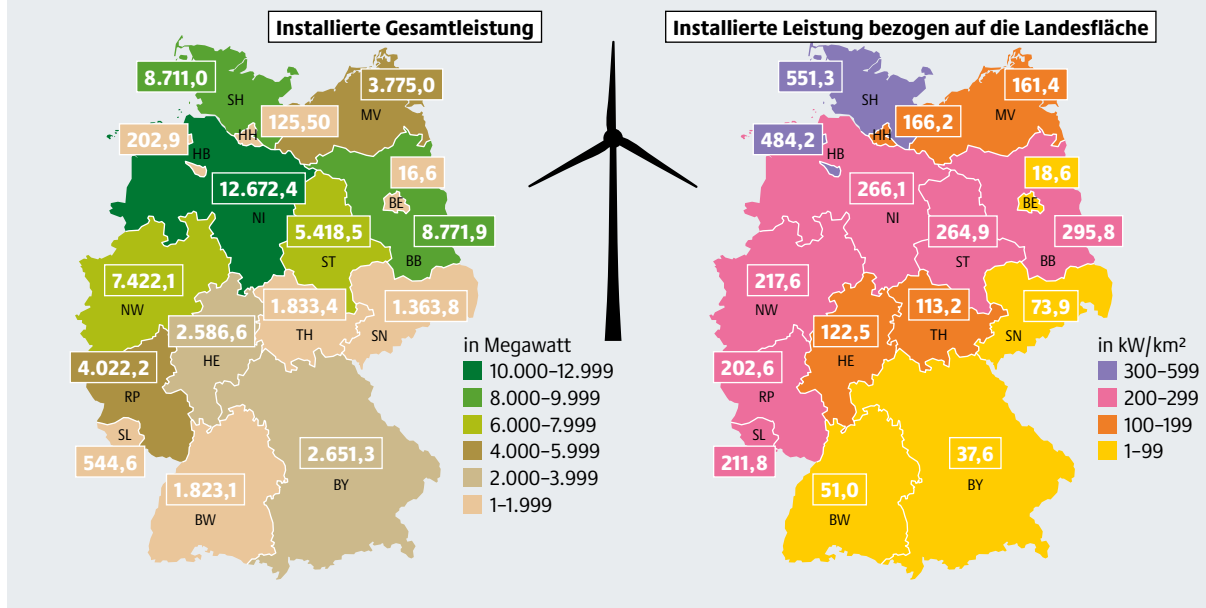 Installierte Gesamtleistung
8.711,0
SH
3.775,0
MV
125,50
HH
202,9
HB
16,6
BE
12.672,4
NI
5.418,5
ST
8.771,9
BB
7.422,1
NW
1.833,4
TH
1.363,8
SN
2.586,6
HE
4.022,2
RP
SL
544,6
2.651,3
BY
1.823,1
BW
in Megawatt
10.000–12.999
8.000–9.999
6.000–7.999
4.000–5.999
2.000–3.999
1–1.999
Installierte Leistung bezogen auf die Landesfläche
551,3
SH
161,4
MV
166,2
HH
484,2
HB
18,6
BE
266,1
NI
264,9
ST
295,8
BB
217,6
NW
113,2
TH
73,9
SN
122,5
HE
202,6
RP
SL
211,8
37,6
BY
51,0
BW
in kW/km²
300–599
200–299
100–199
1–99